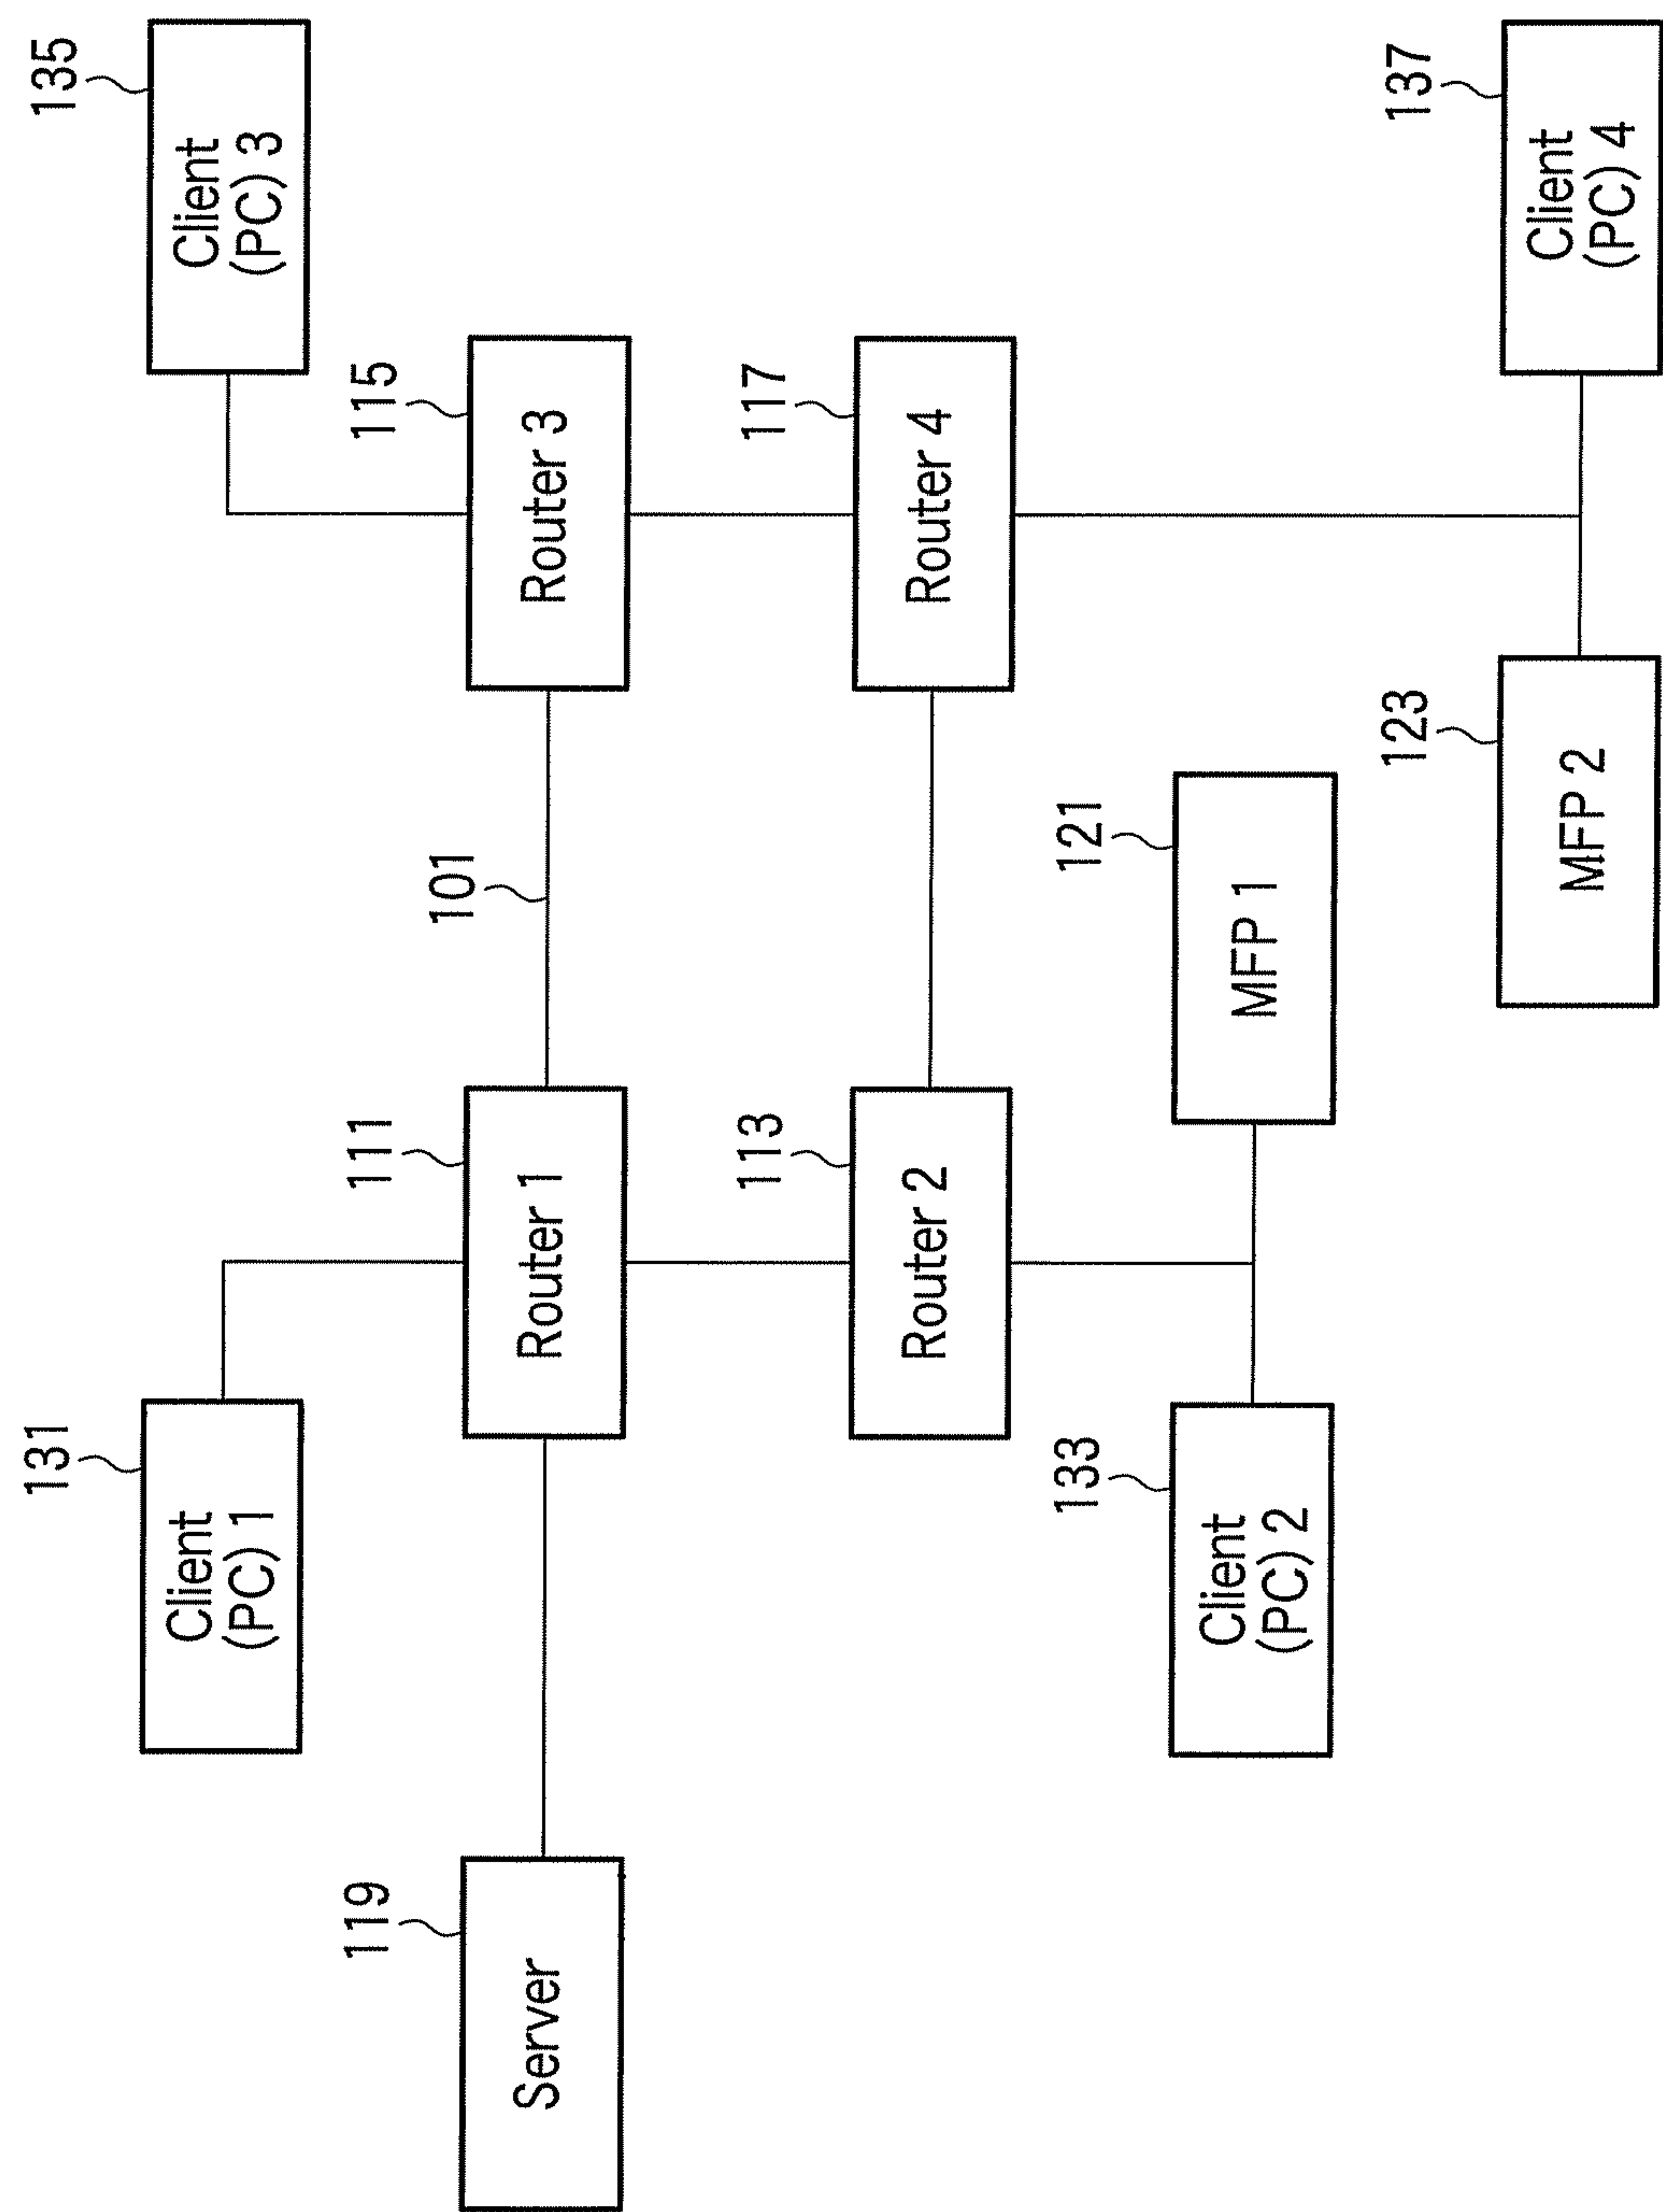 131
Client
(PC) 1
135
Client
(PC) 3
119
Server
111
Router 1
101
115
Router 3
113
Router 2
117
Router 4
133
Client
(PC) 2
121
MFP 1
123
MFP 2
137
Client
(PC) 4